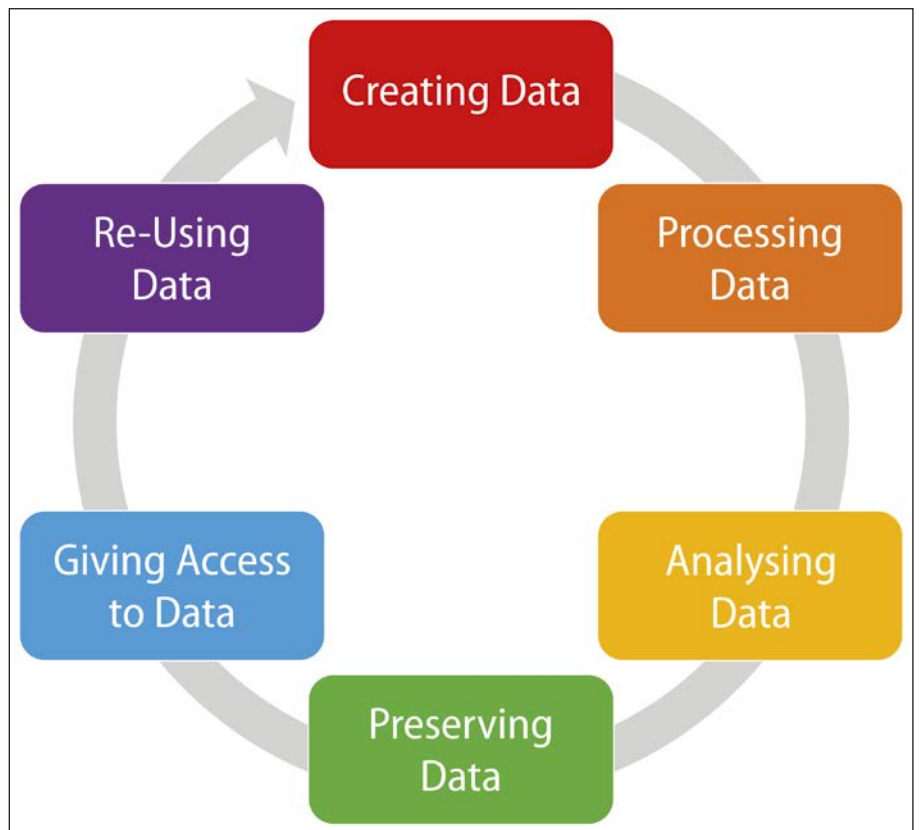 Creating Data
Processing
Data
Analysing
Data
Preserving
Data
Giving Access
to Data
Re-Using
Data